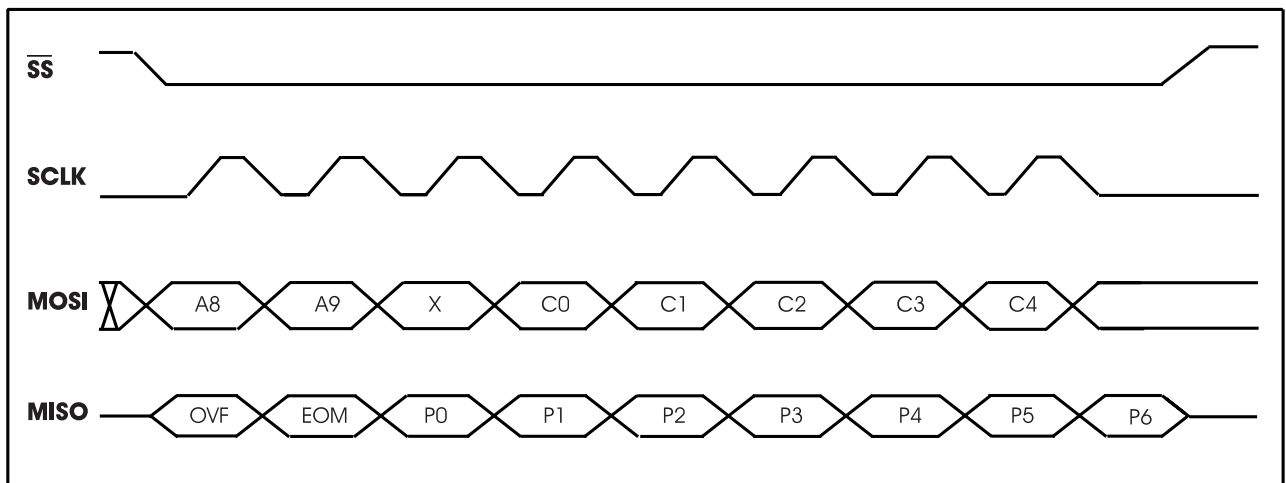 SS
SCLK
MOSI A8 A9 X C0 C1 C2 C3 C4
MISO OVF EOM P0 P1 P2 P3 P4 P5 P6